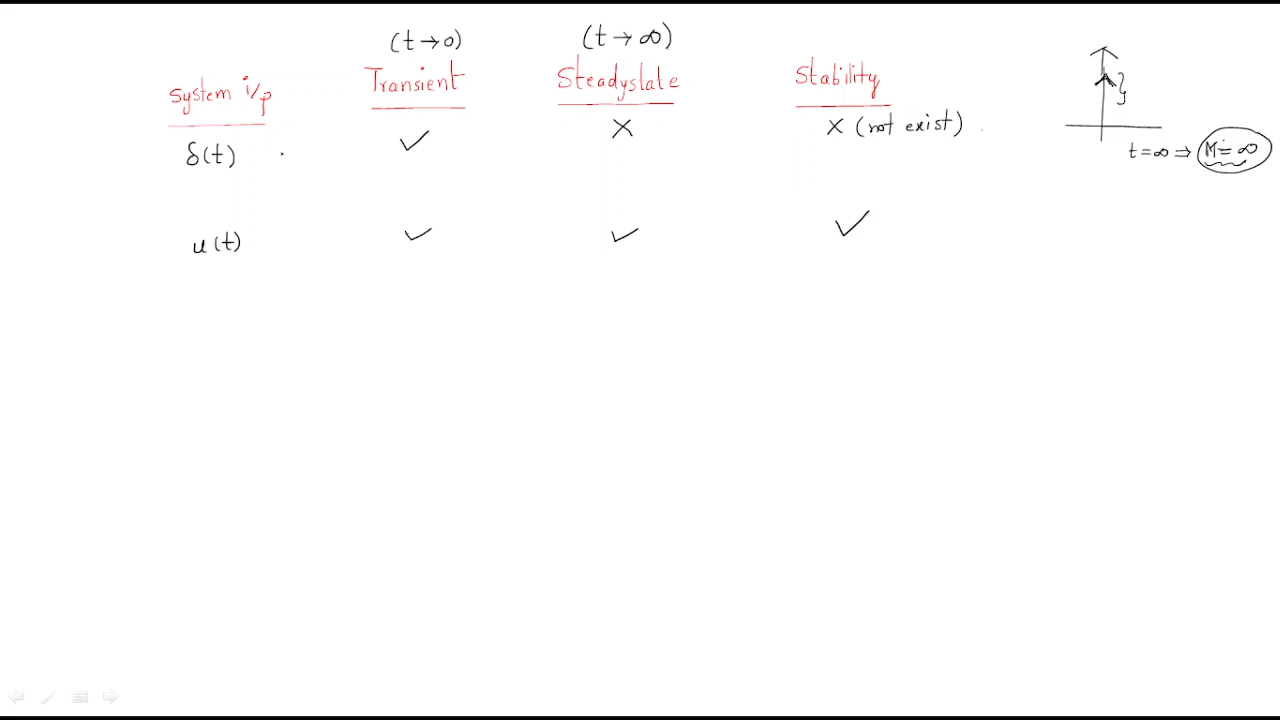 (t→0) (t→∞)
System i/p Transient Steadystate Stability
δ(t) ✓ X X (not exist)
t=∞ ⇒ M=∞
u(t) ✓ ✓ ✓